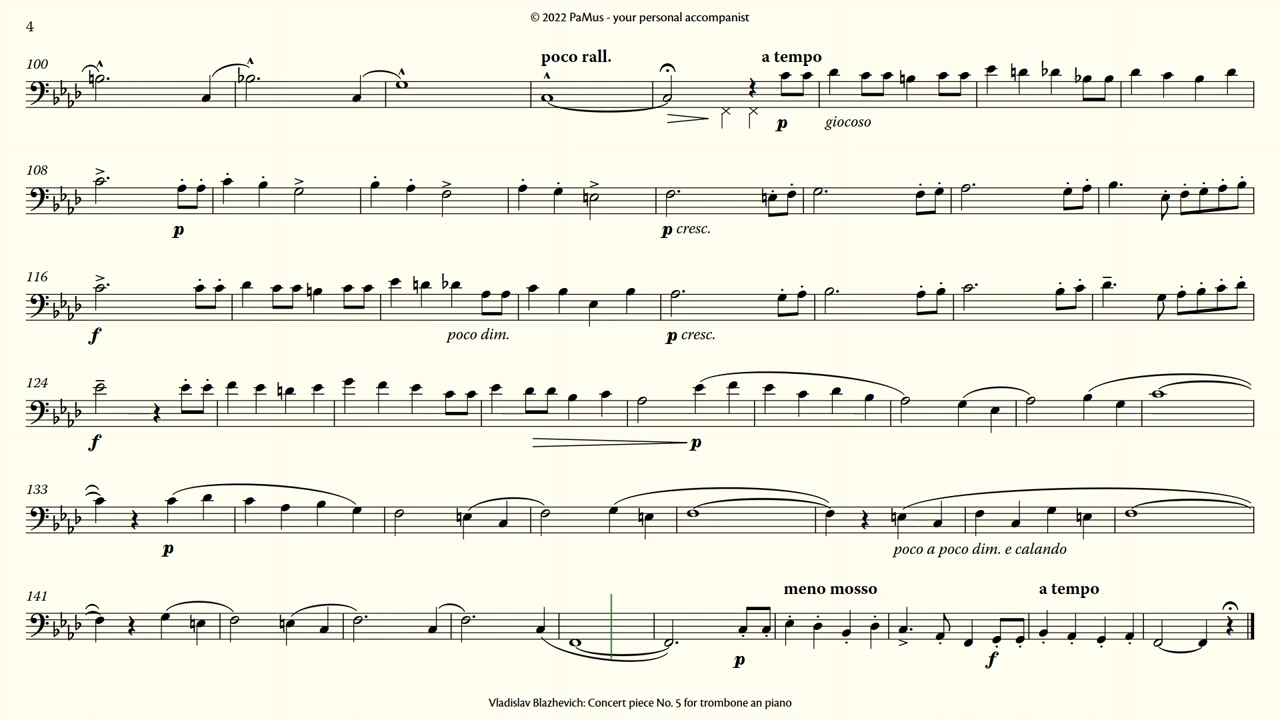 © 2022 PaMus - your personal accompanist
4
100
poco rall.
a tempo
p
giocoso
108
p
p cresc.
116
f
poco dim.
p cresc.
124
f
p
133
p
poco a poco dim. e calando
141
meno mosso
a tempo
p
f
Vladislav Blazhevich: Concert piece No. 5 for trombone an piano